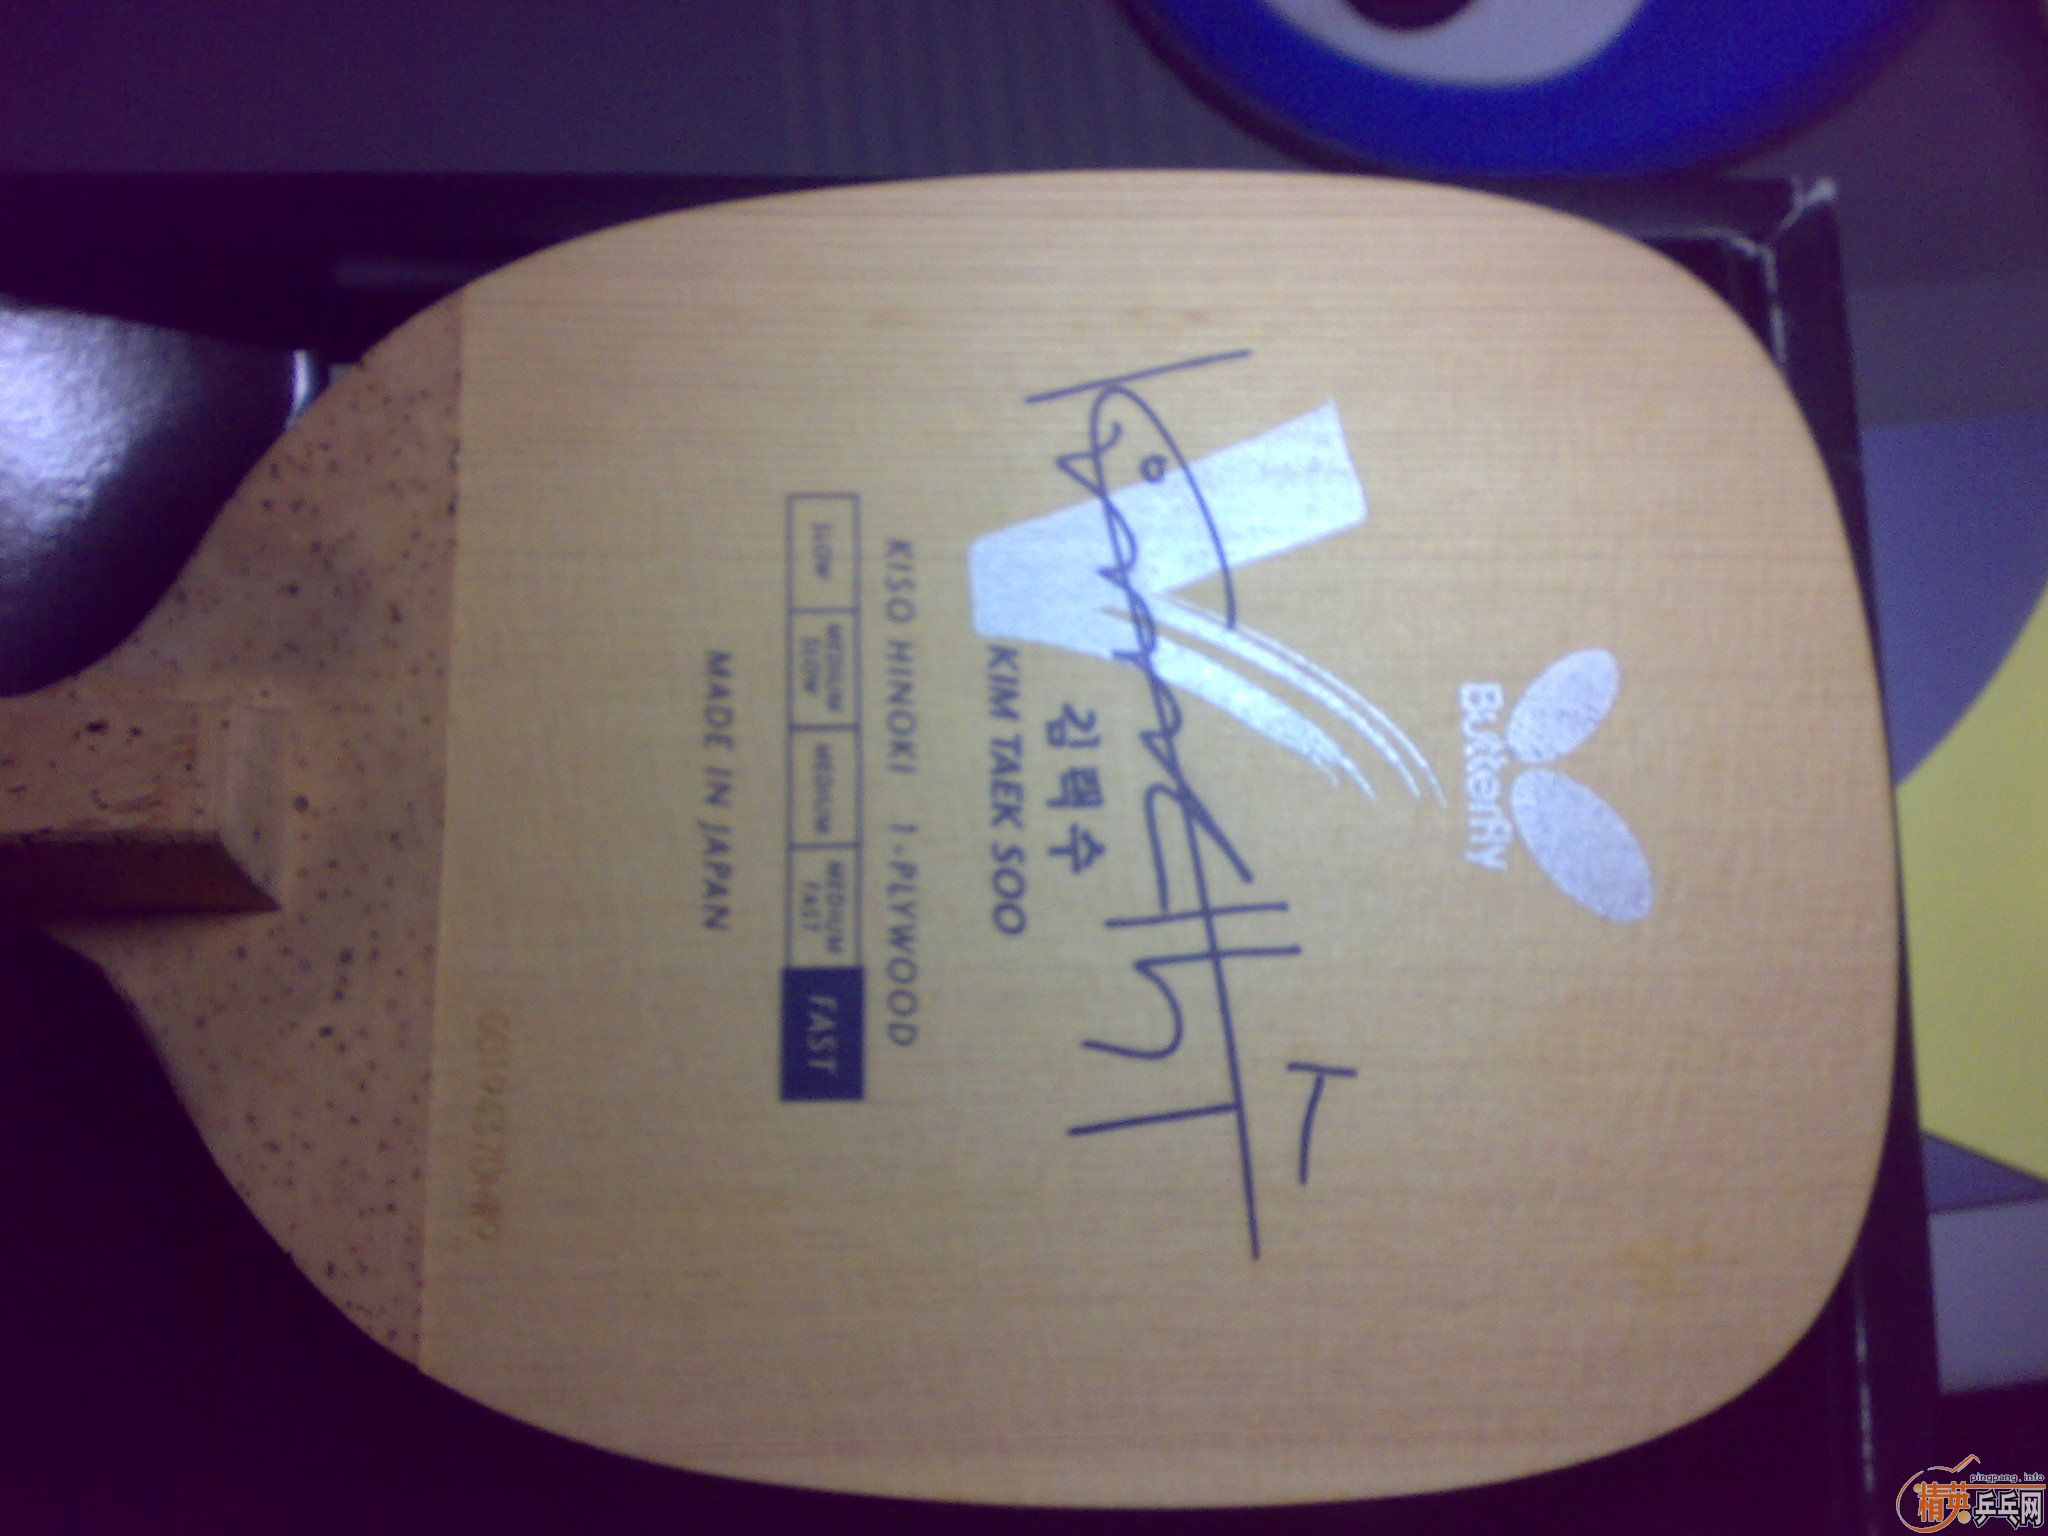 Butterfly
김택수
KIM TAEK SOO
KISO HINOKI 1-PLYWOOD
SLOW
MEDIUM SLOW
MEDIUM
MEDIUM FAST
FAST
MADE IN JAPAN
pingpang.info
精英乒乓网